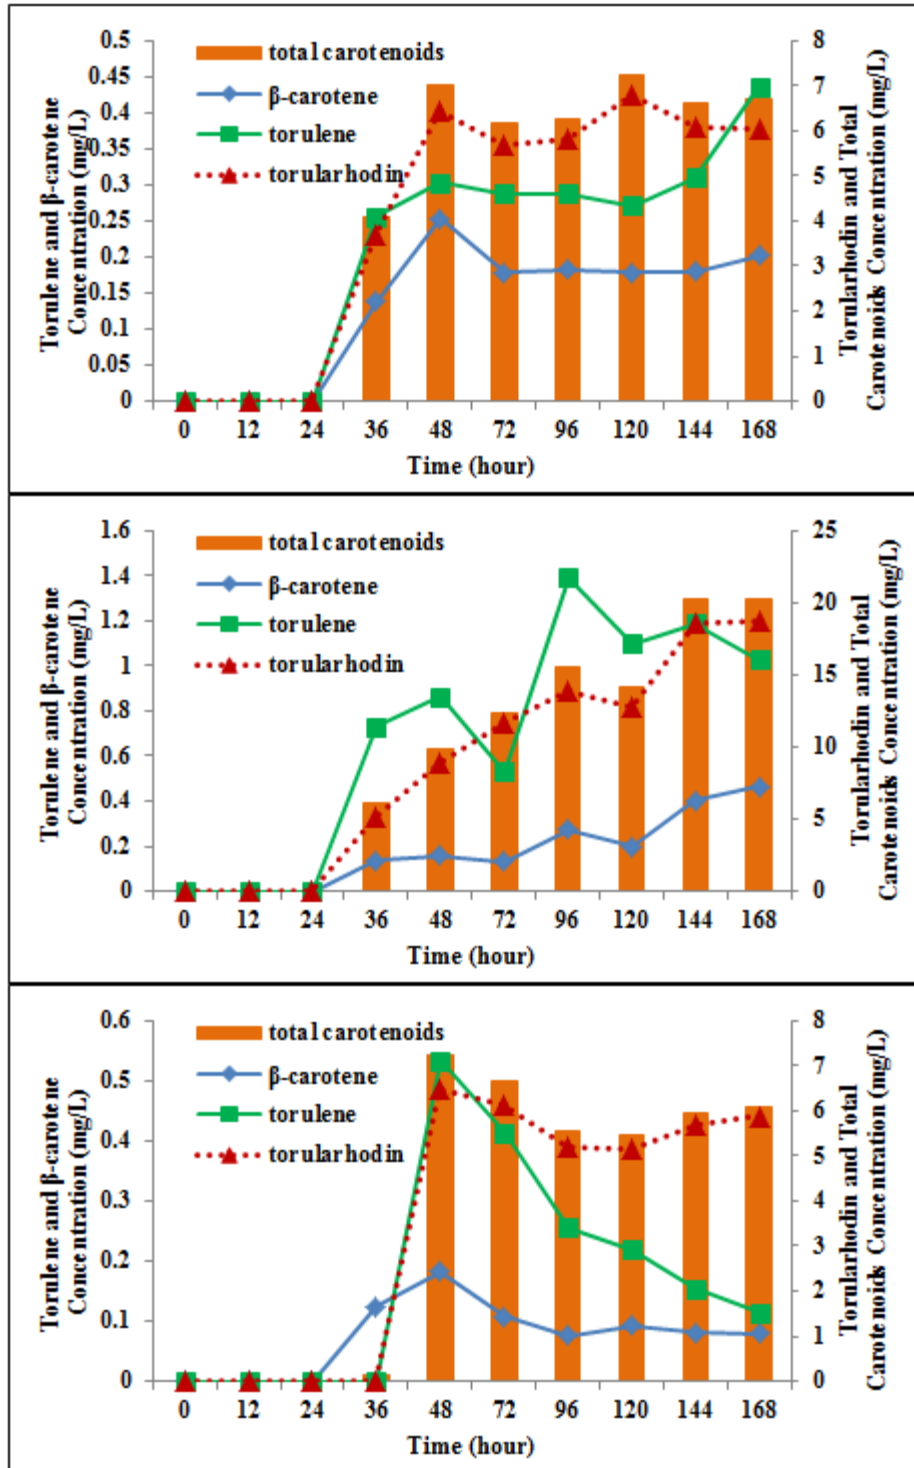 Torulene and β-carotene
Concentration (mg/L)
0.5
0.45
0.4
0.35
0.3
0.25
0.2
0.15
0.1
0.05
0
total carotenoids
β-carotene
torulene
torularhodin
8
7
6
5
4
3
2
1
0
Torularhodin and Total
Carotenoids Concentration (mg/L)
0 12 24 36 48 72 96 120 144 168
Time (hour)
Torulene and β-carotene
Concentration (mg/L)
1.6
1.4
1.2
1
0.8
0.6
0.4
0.2
0
total carotenoids
β-carotene
torulene
torularhodin
25
20
15
10
5
0
Torularhodin and Total
Carotenoids Concentration (mg/L)
0 12 24 36 48 72 96 120 144 168
Time (hour)
Torulene and β-carotene
Concentration (mg/L)
0.6
0.5
0.4
0.3
0.2
0.1
0
total carotenoids
β-carotene
torulene
torularhodin
8
7
6
5
4
3
2
1
0
Torularhodin and Total
Carotenoids Concentration (mg/L)
0 12 24 36 48 72 96 120 144 168
Time (hour)